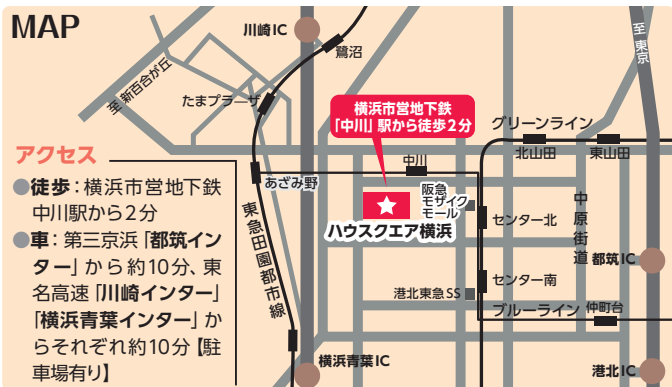 MAP
アクセス
●徒歩：横浜市営地下鉄
中川駅から2分
●車：第三京浜「都筑イン
ター」から約10分、東
名高速「川崎インター」
「横浜青葉インター」か
らそれぞれ約10分【駐
車場有り】
川崎IC
鷺沼
至 新百合が丘
たまプラーザ
至 東京
横浜市営地下鉄
「中川」駅から徒歩2分
グリーンライン
北山田
東山田
中川
あざみ野
阪急
モザイク
モール
ハウスクエア横浜
センター北
中原街道
東急田園都市線
都筑IC
センター南
港北東急SS
ブルーライン
仲町台
横浜青葉IC
港北IC